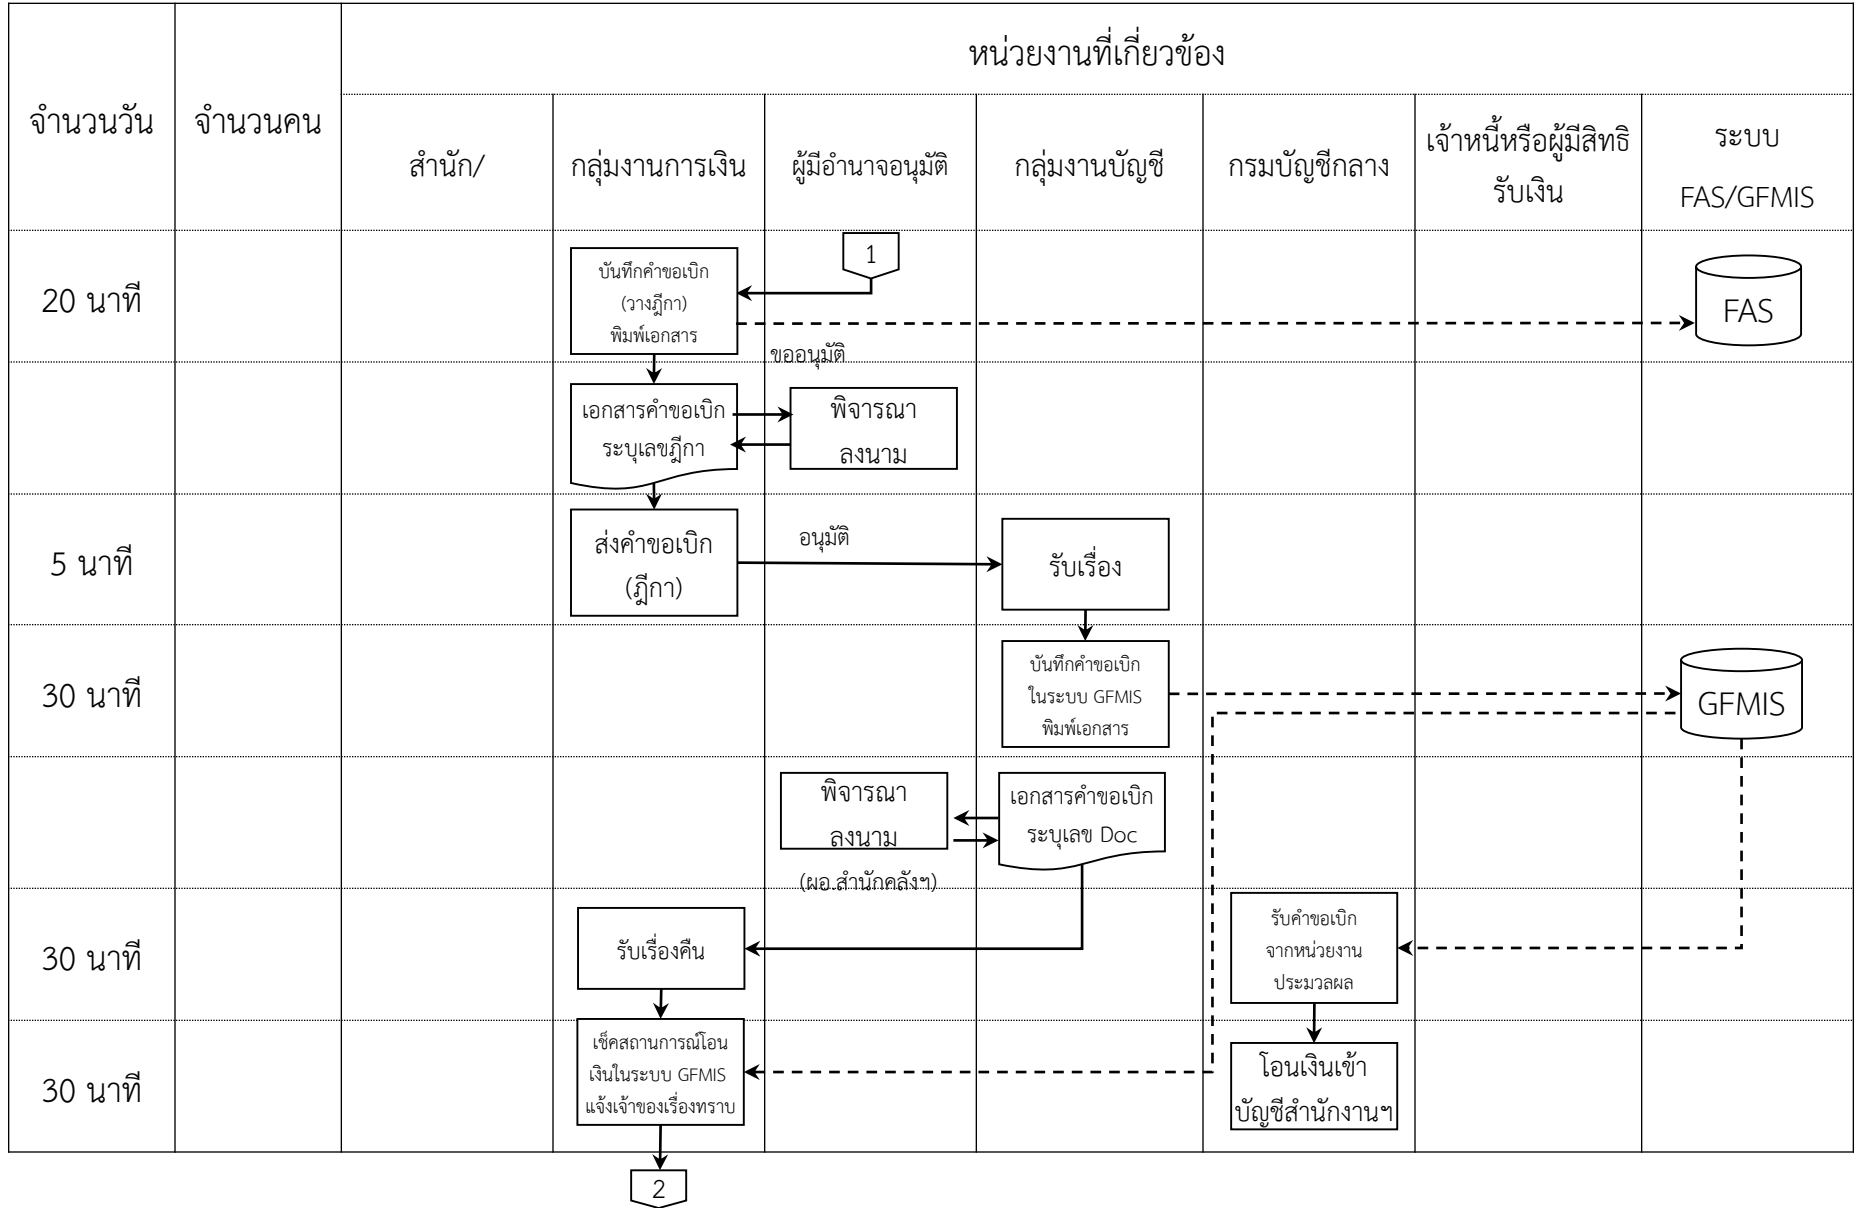 หน่วยงานที่เกี่ยวข้อง
จำนวนวัน
จำนวนคน
สำนัก/
กลุ่มงานการเงิน
ผู้มีอำนาจอนุมัติ
กลุ่มงานบัญชี
กรมบัญชีกลาง
เจ้าหนี้หรือผู้มีสิทธิ
รับเงิน
ระบบ
FAS/GFMIS
20 นาที
บันทึกคำขอเบิก
(วางฎีกา)
พิมพ์เอกสาร
1
FAS
ขออนุมัติ
เอกสารคำขอเบิก
ระบุเลขฎีกา
พิจารณา
ลงนาม
5 นาที
ส่งคำขอเบิก
(ฎีกา)
อนุมัติ
รับเรื่อง
30 นาที
บันทึกคำขอเบิก
ในระบบ GFMIS
พิมพ์เอกสาร
GFMIS
พิจารณา
ลงนาม
(ผอ.สำนักคลังฯ)
เอกสารคำขอเบิก
ระบุเลข Doc
30 นาที
รับเรื่องคืน
รับคำขอเบิก
จากหน่วยงาน
ประมวลผล
30 นาที
เช็คสถานการณ์โอน
เงินในระบบ GFMIS
แจ้งเจ้าของเรื่องทราบ
โอนเงินเข้า
บัญชีสำนักงานฯ
2